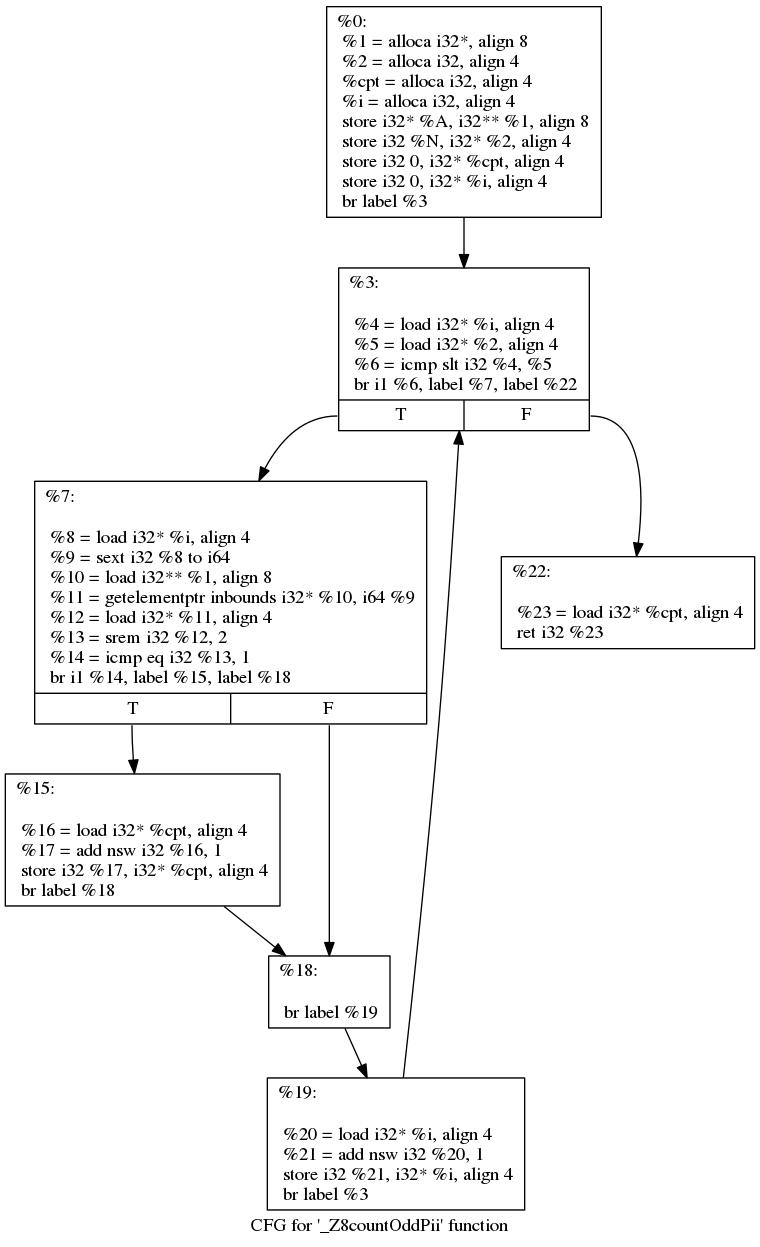 %0:
%1 = alloca i32*, align 8
%2 = alloca i32, align 4
%cpt = alloca i32, align 4
%i = alloca i32, align 4
store i32* %A, i32** %1, align 8
store i32 %N, i32* %2, align 4
store i32 0, i32* %cpt, align 4
store i32 0, i32* %i, align 4
br label %3
%3:
%4 = load i32* %i, align 4
%5 = load i32* %2, align 4
%6 = icmp slt i32 %4, %5
br i1 %6, label %7, label %22
T F
%7:
%8 = load i32* %i, align 4
%9 = sext i32 %8 to i64
%10 = load i32** %1, align 8
%11 = getelementptr inbounds i32* %10, i64 %9
%12 = load i32* %11, align 4
%13 = srem i32 %12, 2
%14 = icmp eq i32 %13, 1
br i1 %14, label %15, label %18
T F
%22:
%23 = load i32* %cpt, align 4
ret i32 %23
%15:
%16 = load i32* %cpt, align 4
%17 = add nsw i32 %16, 1
store i32 %17, i32* %cpt, align 4
br label %18
%18:
br label %19
%19:
%20 = load i32* %i, align 4
%21 = add nsw i32 %20, 1
store i32 %21, i32* %i, align 4
br label %3
CFG for '_Z8countOddPii' function